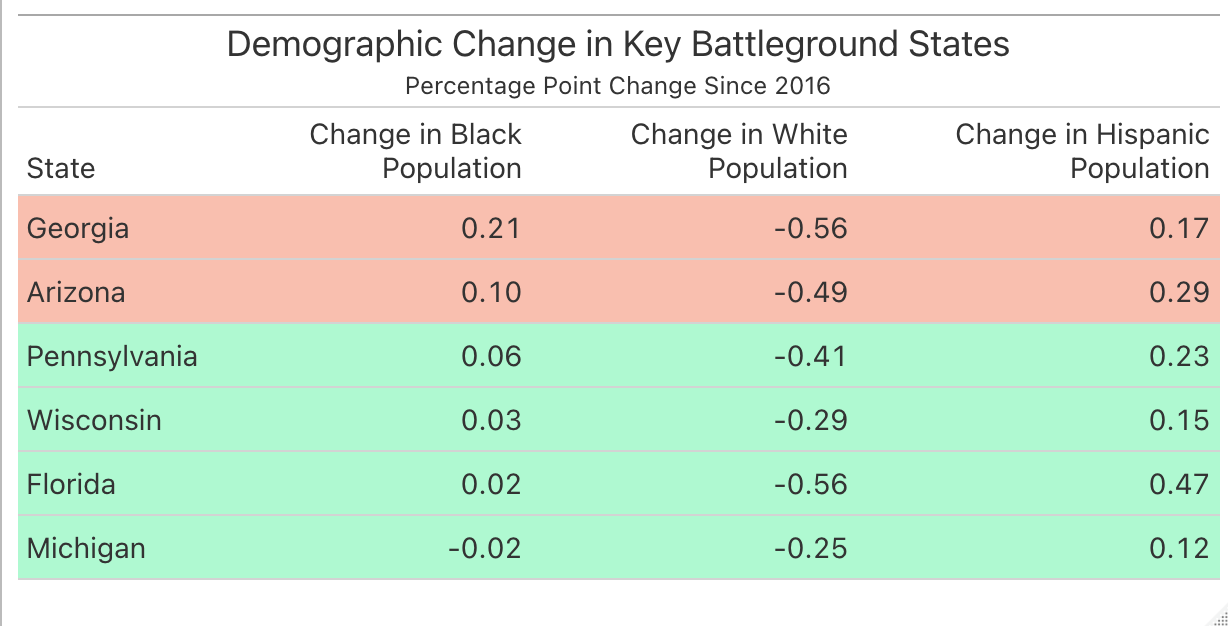 Demographic Change in Key Battleground States
Percentage Point Change Since 2016
State Change in Black Population Change in White Population Change in Hispanic Population
Georgia 0.21 -0.56 0.17
Arizona 0.10 -0.49 0.29
Pennsylvania 0.06 -0.41 0.23
Wisconsin 0.03 -0.29 0.15
Florida 0.02 -0.56 0.47
Michigan -0.02 -0.25 0.12